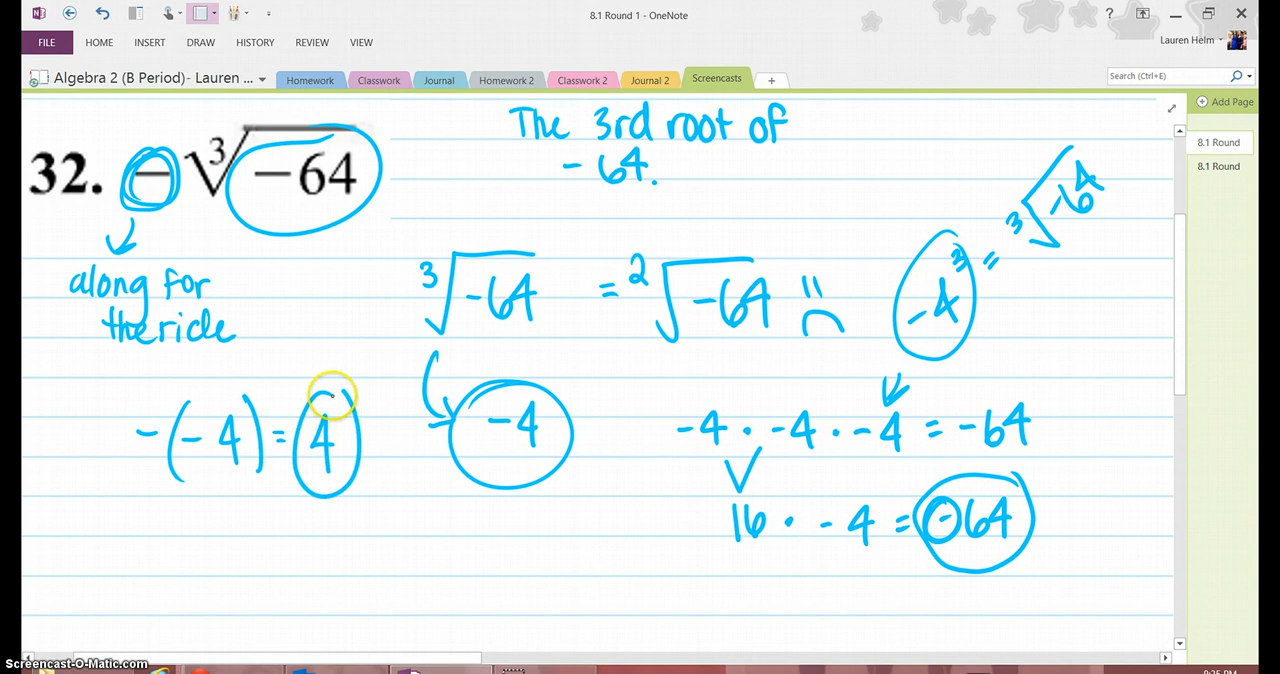 8.1 Round 1 - OneNote
?
FILE
HOME
INSERT
DRAW
HISTORY
REVIEW
VIEW
Lauren Helm
Algebra 2 (B Period)- Lauren ...
Homework
Classwork
Journal
Homework 2
Classwork 2
Journal 2
Screencasts
+
Search (Ctrl+E)
Add Page
8.1 Round
8.1 Round
The 3rd root of
-64.
32. -∛-64
along for
the ride
∛-64 = ²√-64 :(
-4³ = ∛-64
-(-4) = 4
= -4
-4 · -4 · -4 = -64
16 · -4 = -64
Screencast-O-Matic.com